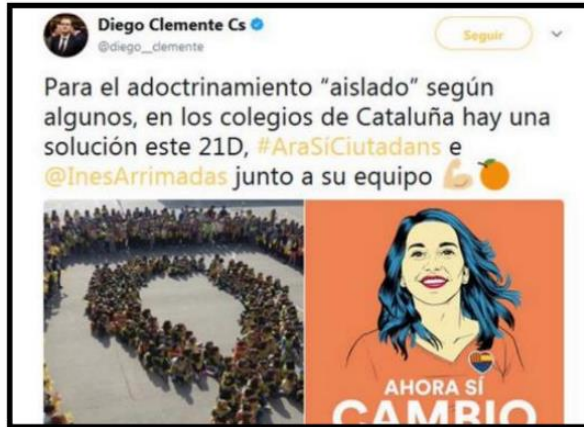 Diego Clemente Cs
@diego__clemente
Seguir
Para el adoctrinamiento “aislado” según
algunos, en los colegios de Cataluña hay una
solución este 21D, #AraSíCiutadans e
@InesArrimadas junto a su equipo
AHORA SÍ
CAMBIO